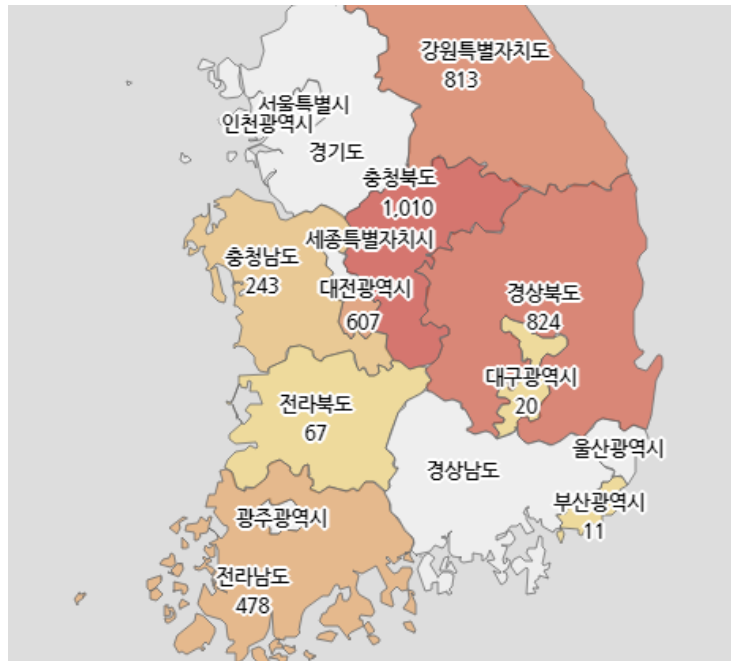 강원특별자치도
813
서울특별시
인천광역시
경기도
충청북도
1,010
세종특별자치시
충청남도
243
대전광역시
607
경상북도
824
대구광역시
20
전라북도
67
울산광역시
경상남도
부산광역시
11
광주광역시
전라남도
478